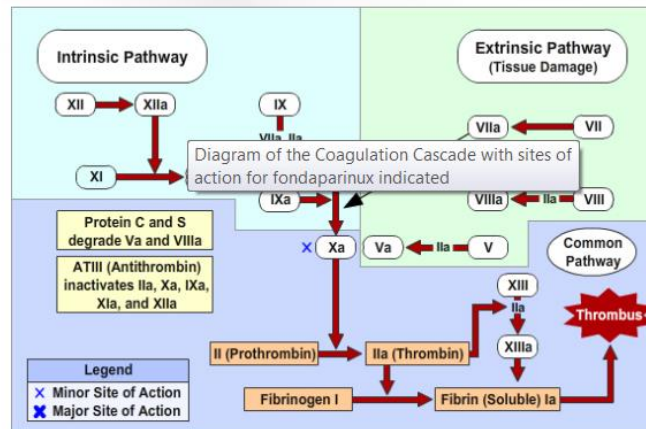 Intrinsic Pathway
Extrinsic Pathway
(Tissue Damage)
XII
XIIa
IX
VIIa
VII
XI
Diagram of the Coagulation Cascade with sites of
action for fondaparinux indicated
IXa
VIIIa
IIa
VIII
Protein C and S
degrade Va and VIIIa
Xa
Va
IIa
V
Common
Pathway
ATIII (Antithrombin)
inactivates IIa, Xa, IXa,
XIa, and XIIa
XIII
IIa
Thrombus
II (Prothrombin)
IIa (Thrombin)
XIIIa
Legend
Minor Site of Action
Major Site of Action
Fibrinogen I
Fibrin (Soluble) Ia